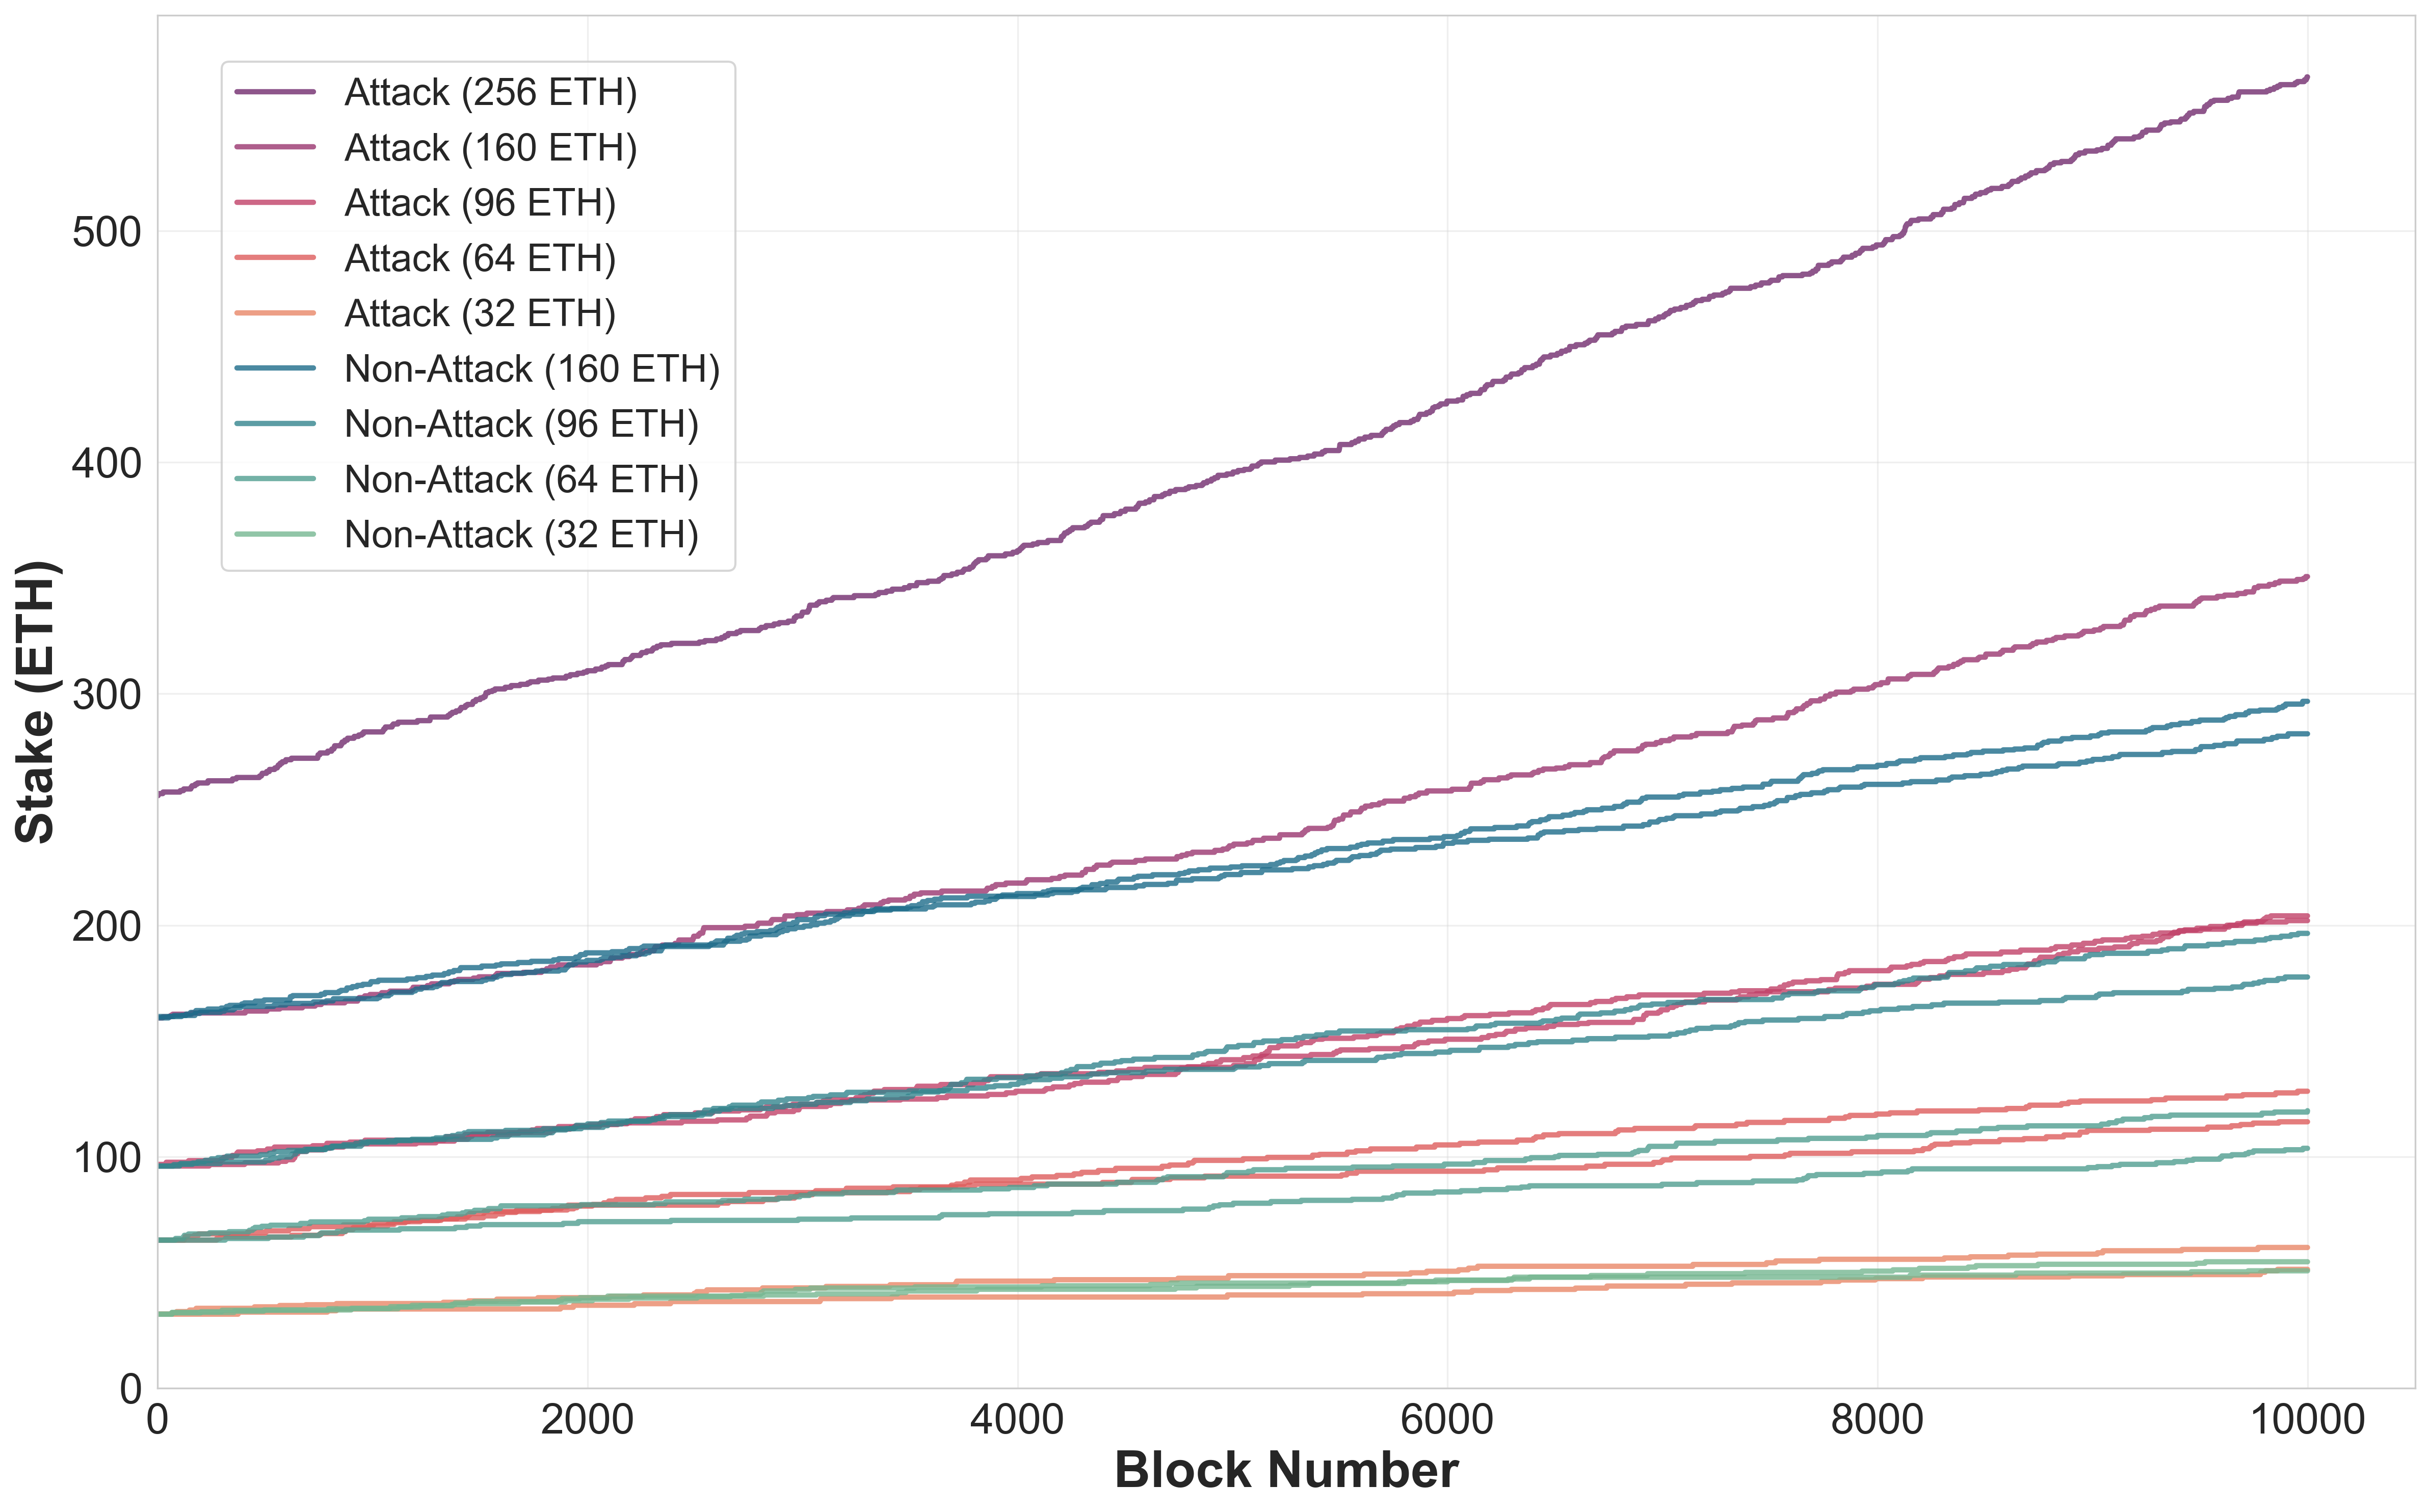 Attack (256 ETH)
Attack (160 ETH)
Attack (96 ETH)
Attack (64 ETH)
Attack (32 ETH)
Non-Attack (160 ETH)
Non-Attack (96 ETH)
Non-Attack (64 ETH)
Non-Attack (32 ETH)
Stake (ETH)
500
400
300
200
100
0
0 2000 4000 6000 8000 10000
Block Number